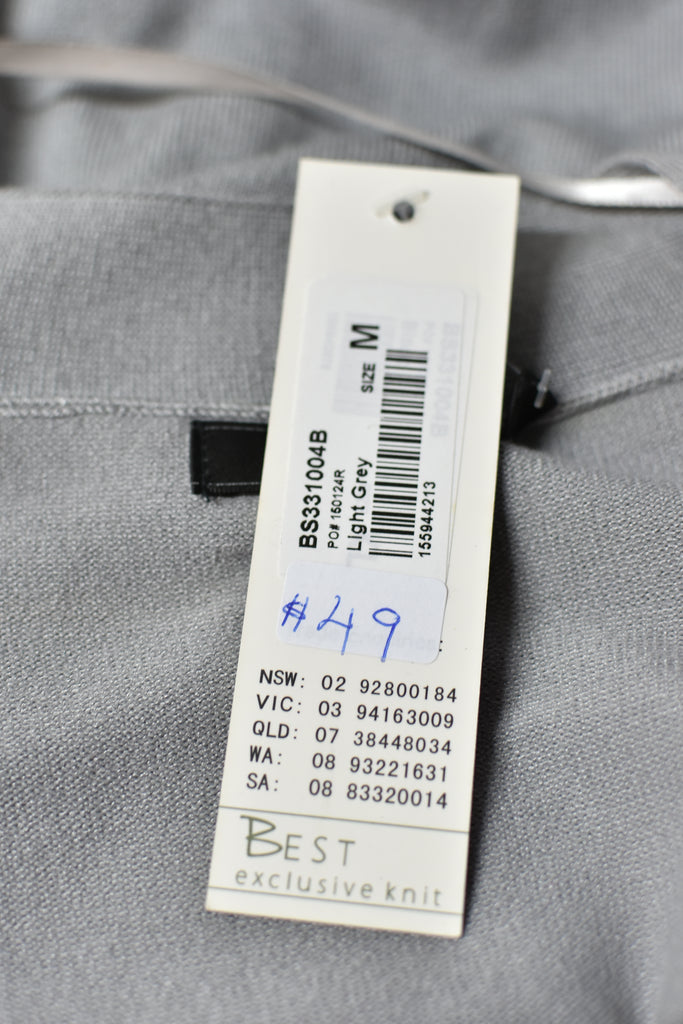 BS331004B
PO# 150124R
Light Grey
SIZE M
155944213
$49
:
NSW: 02 92800184
VIC: 03 94163009
QLD: 07 38448034
WA: 08 93221631
SA: 08 83320014
BEST
exclusive knit